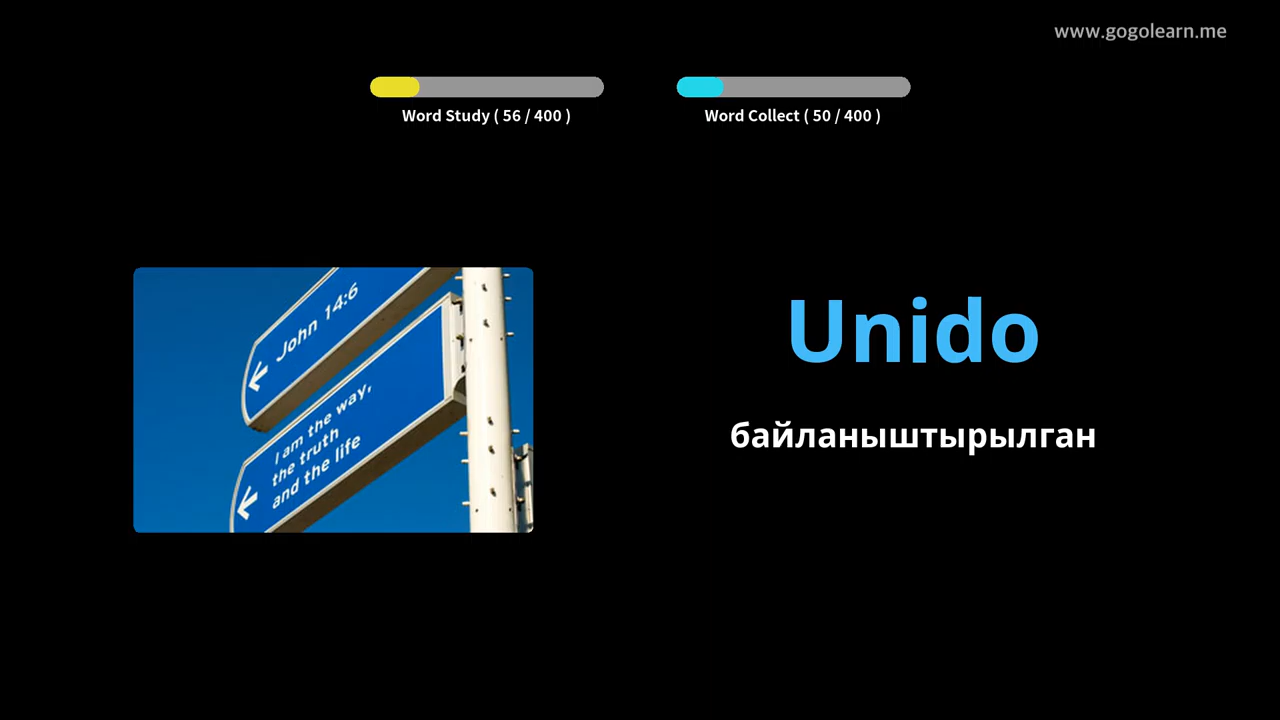 www.gogolearn.me
Word Study ( 56 / 400 )
Word Collect ( 50 / 400 )
John 14:6
I am the way,
the truth
and the life
Unido
байланыштырылган